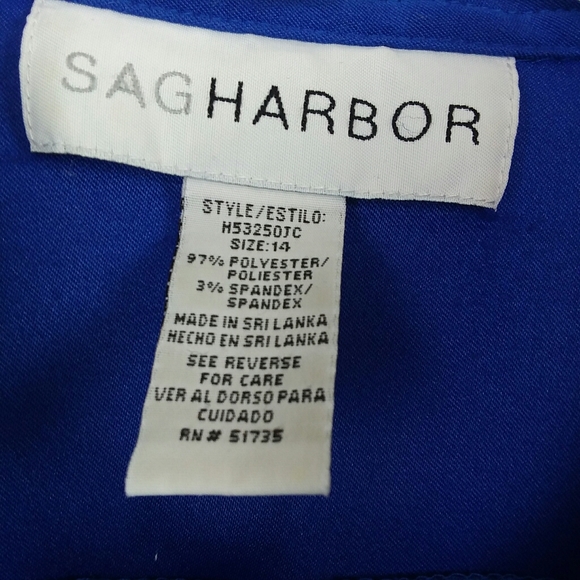 SAGHARBOR
STYLE/ESTILO:
H53250JC
SIZE:14
97% POLYESTER/
POLIESTER
3% SPANDEX/
SPANDEX
MADE IN SRI LANKA
HECHO EN SRI LANKA
SEE REVERSE
FOR CARE
VER AL DORSO PARA
CUIDADO
RN# 51735